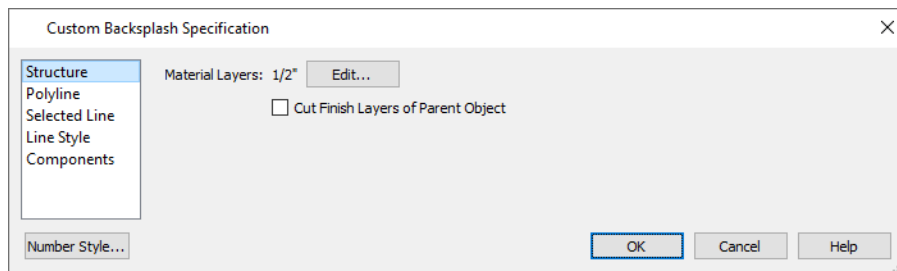 Custom Backsplash Specification
Structure
Polyline
Selected Line
Line Style
Components
Material Layers: 1/2" Edit...
Cut Finish Layers of Parent Object
Number Style... OK Cancel Help